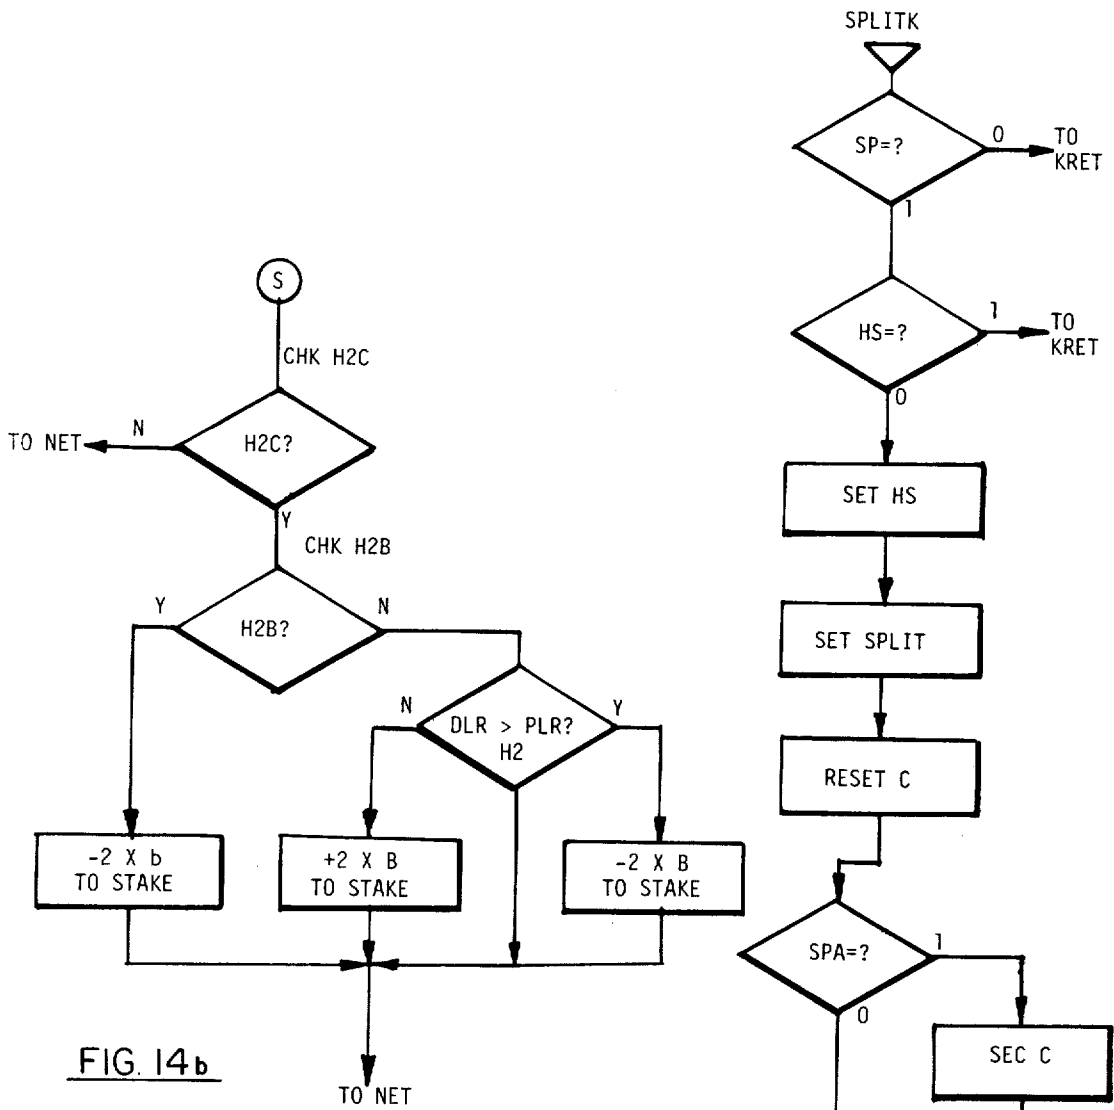 SPLITK
SP=?
0
TO
KRET
1
HS=?
1
TO
KRET
0
SET HS
SET SPLIT
RESET C
SPA=?
1
0
SEC C
S
CHK H2C
H2C?
N
TO NET
Y
CHK H2B
H2B?
Y
N
DLR > PLR?
H2
N
Y
-2 X b
TO STAKE
+2 X B
TO STAKE
-2 X B
TO STAKE
TO NET
FIG. 14b